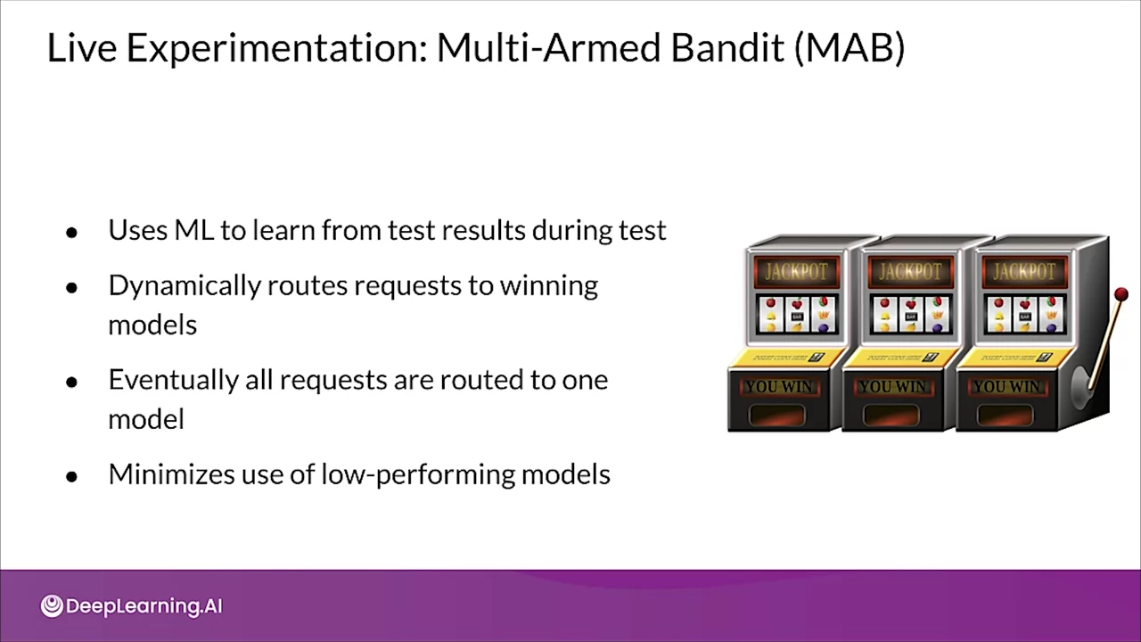 Live Experimentation: Multi-Armed Bandit (MAB)
● Uses ML to learn from test results during test
● Dynamically routes requests to winning
models
● Eventually all requests are routed to one
model
● Minimizes use of low-performing models
JACKPOT JACKPOT JACKPOT
YOU WIN YOU WIN YOU WIN
DeepLearning.AI